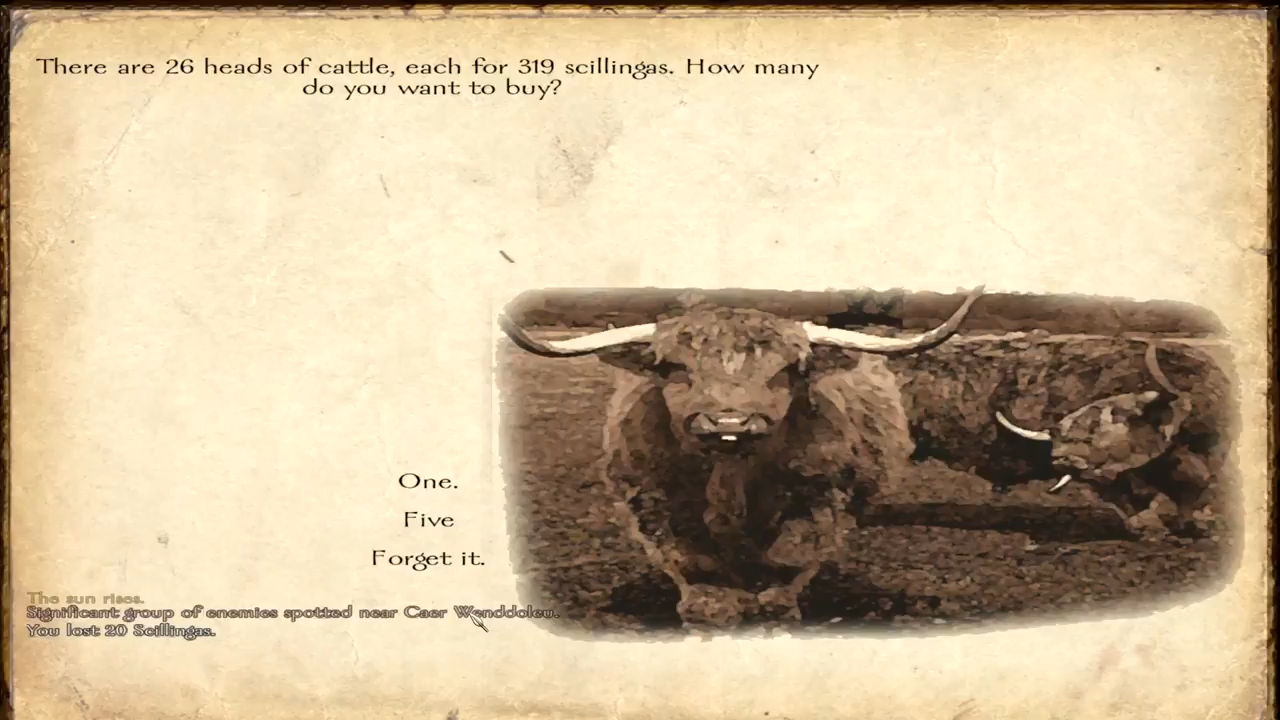 There are 26 heads of cattle, each for 319 scillingas. How many
do you want to buy?
One.
Five
Forget it.
The sun rises.
Significant group of enemies spotted near Caer Wenddoleu.
You lost 20 Scillingas.